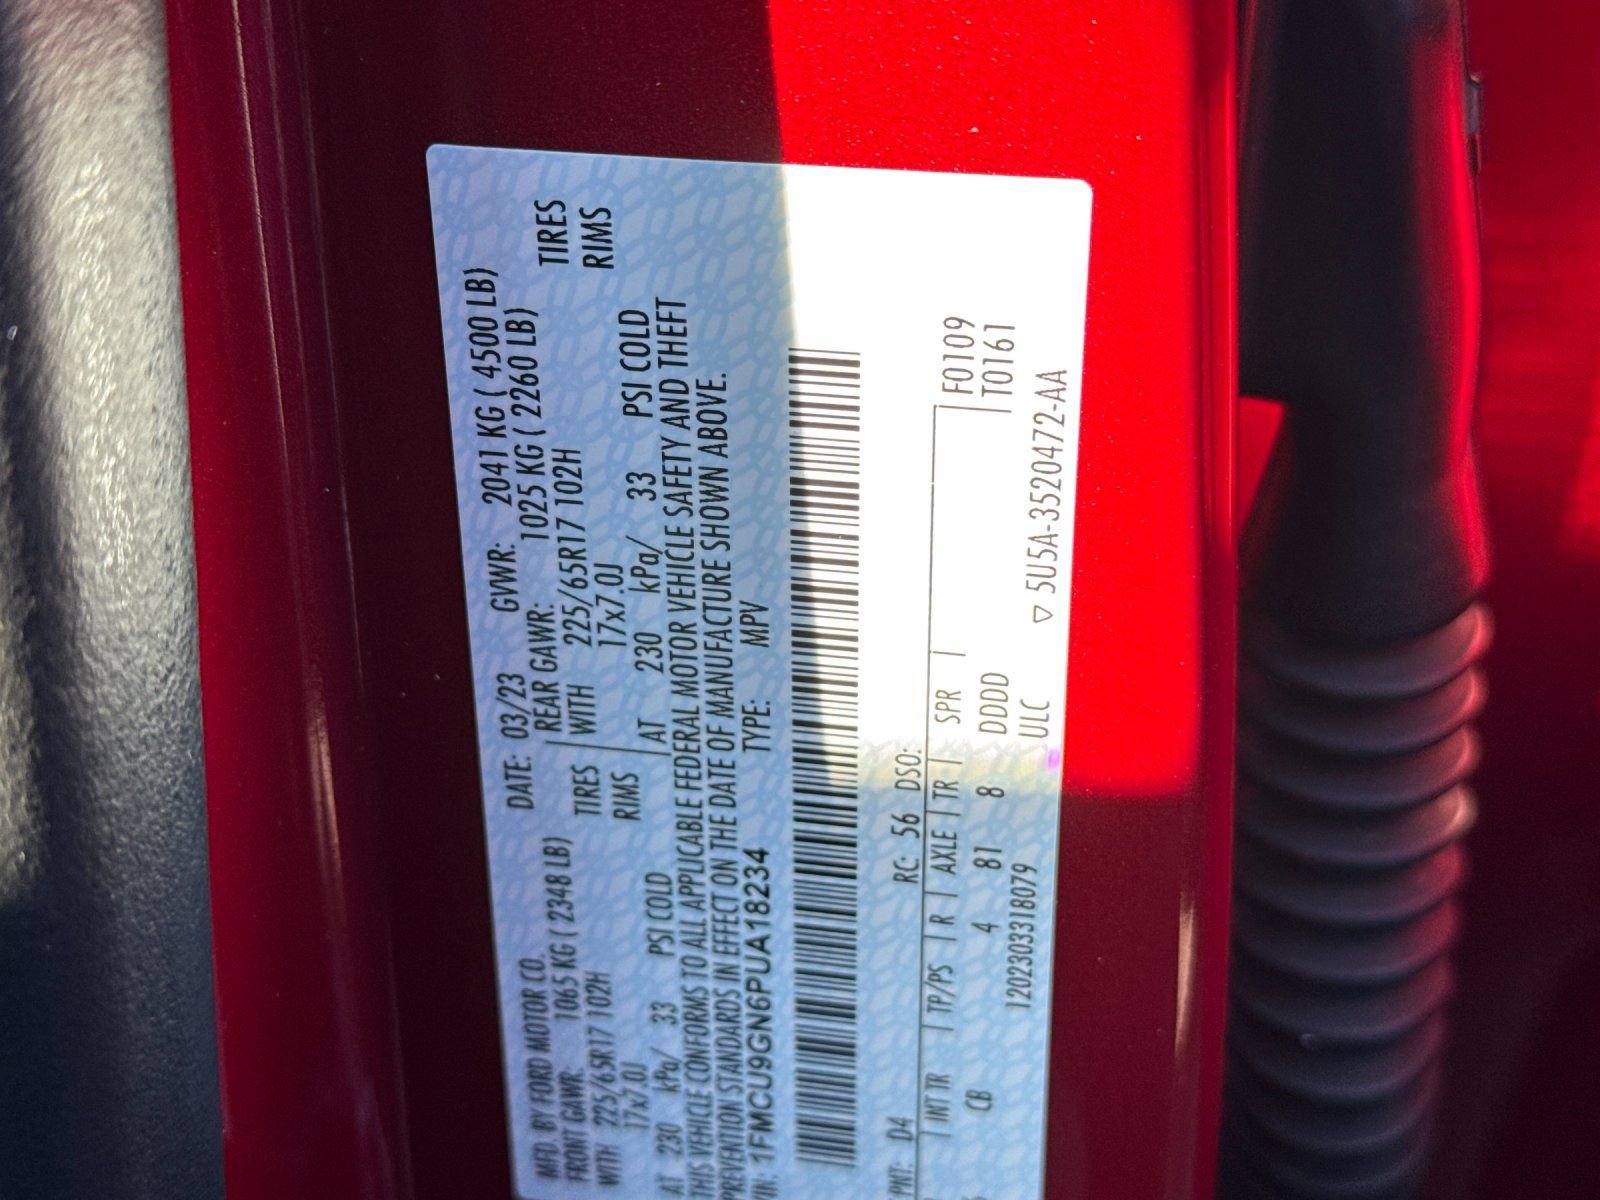 MFD. BY FORD MOTOR CO.
DATE: 03/23 GVWR: 2041 KG ( 4500 LB)
FRONT GAWR: 1065 KG ( 2348 LB)
REAR GAWR: 1025 KG ( 2260 LB)
WITH 225/65R17 102H TIRES
WITH 225/65R17 102H TIRES
17x7.0J RIMS
17x7.0J RIMS
AT 230 kPa/ 33 PSI COLD
AT 230 kPa/ 33 PSI COLD
THIS VEHICLE CONFORMS TO ALL APPLICABLE FEDERAL MOTOR VEHICLE SAFETY AND THEFT
PREVENTION STANDARDS IN EFFECT ON THE DATE OF MANUFACTURE SHOWN ABOVE.
VIN: 1FMCU9GN6PUA18234 TYPE: MPV
PNT: D4 RC: 56 DSO:
INT TR TP/PS R AXLE TR SPR F0109
CB 4 81 8 DDDD T0161
1202303318079 ULC ▽ 5U5A-3520472-AA